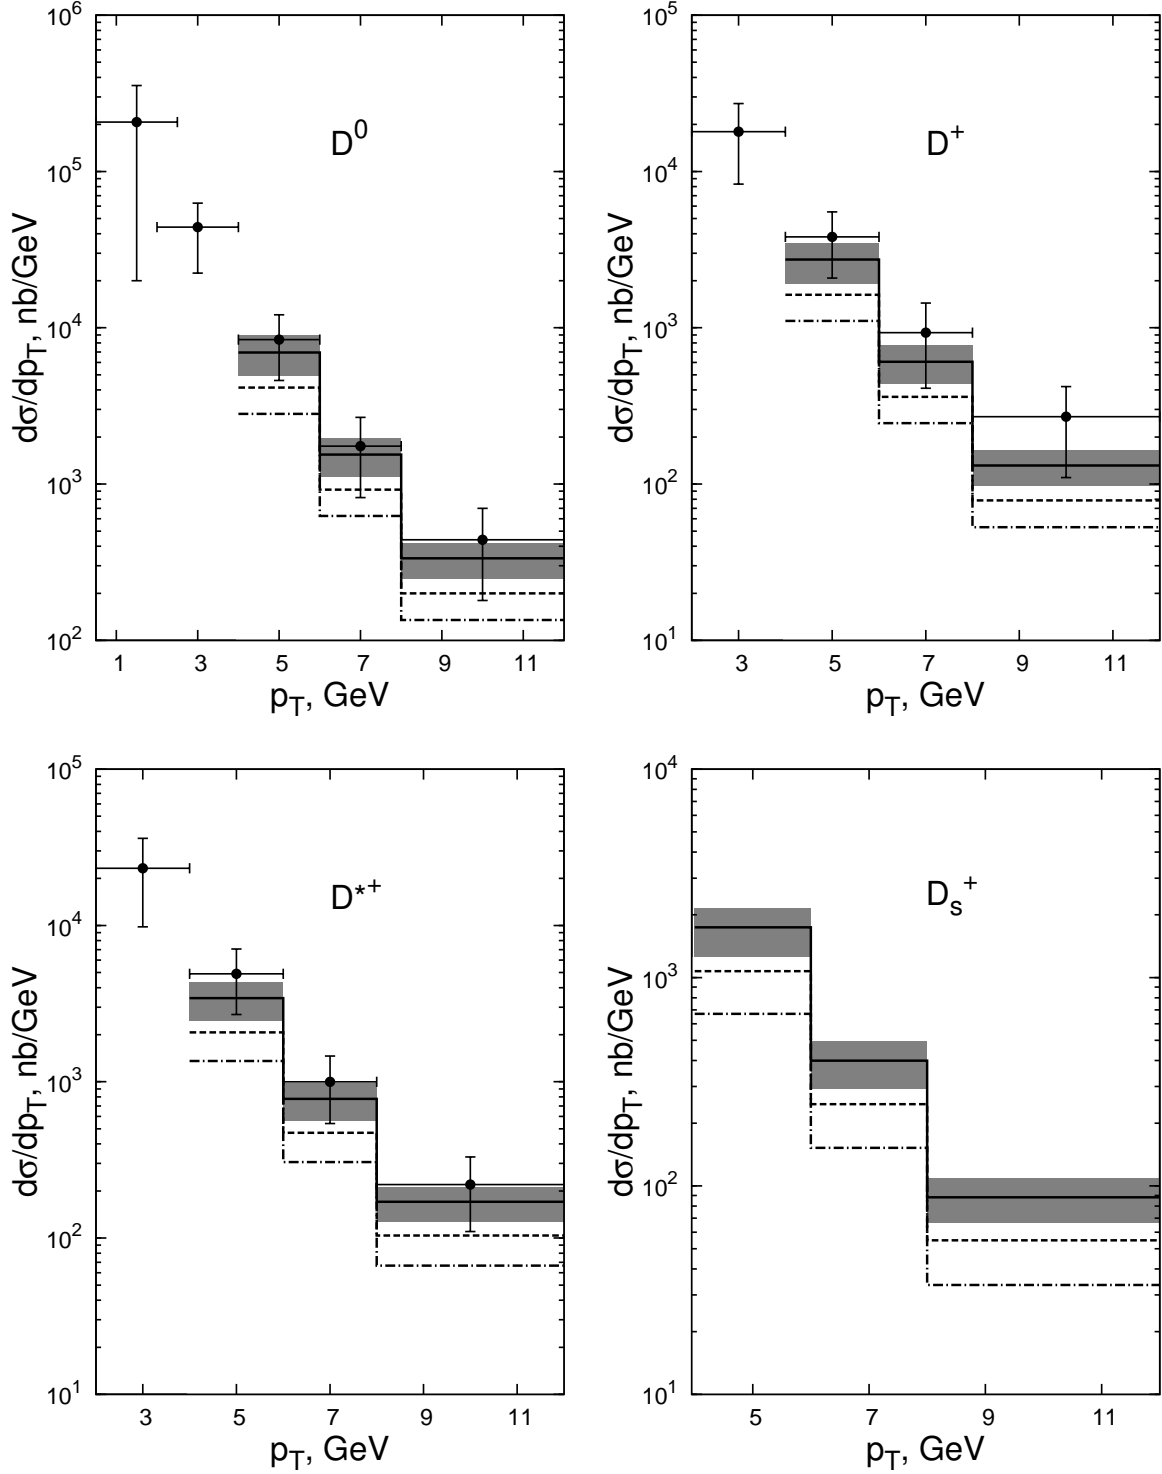 dσ/dp_T, nb/GeV
10^6
10^5
10^4
10^3
10^2
D^0
1 3 5 7 9 11
p_T, GeV
dσ/dp_T, nb/GeV
10^5
10^4
10^3
10^2
10^1
D^+
3 5 7 9 11
p_T, GeV
dσ/dp_T, nb/GeV
10^5
10^4
10^3
10^2
10^1
D^{*+}
3 5 7 9 11
p_T, GeV
dσ/dp_T, nb/GeV
10^4
10^3
10^2
10^1
D_s^+
5 7 9 11
p_T, GeV